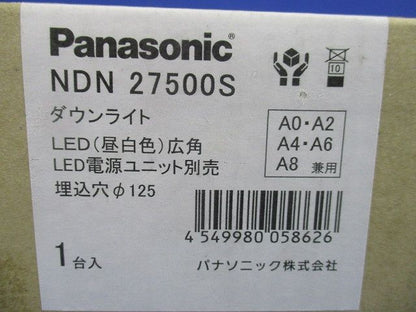 Panasonic
NDN 27500S
ダウンライト
LED(昼白色)広角
LED電源ユニット別売
埋込穴φ125
10
A0・A2
A4・A6
A8 兼用
4 549980 058626
1台入
パナソニック株式会社